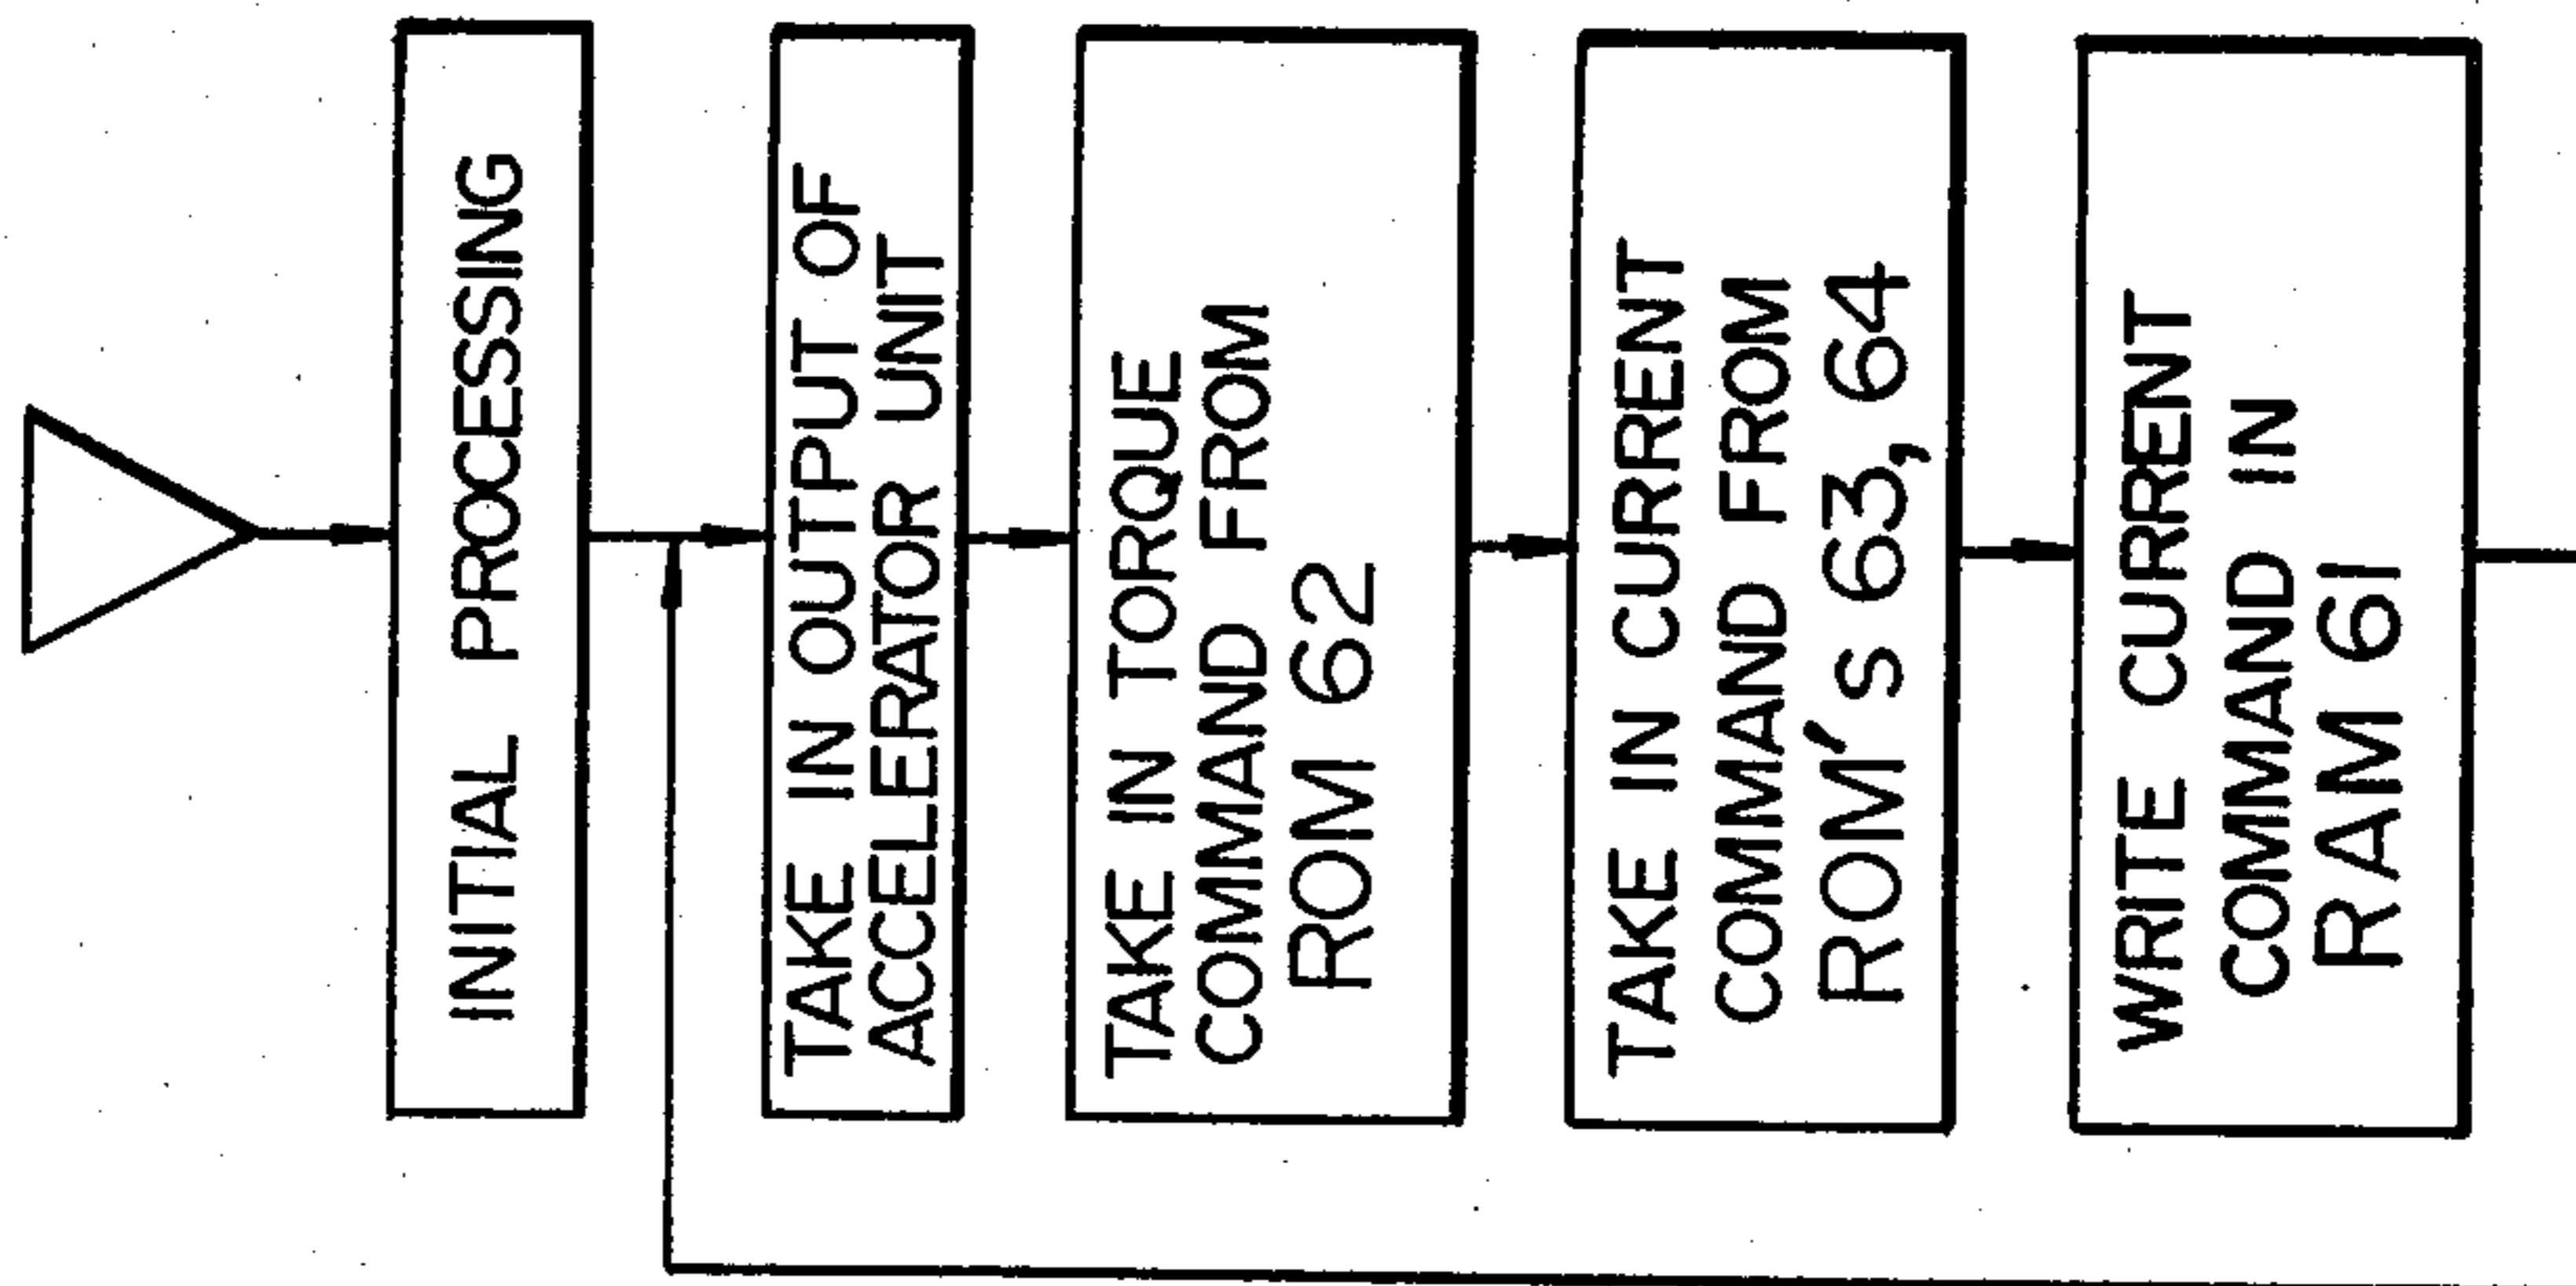 INITIAL PROCESSING
TAKE IN OUTPUT OF
ACCELERATOR UNIT
TAKE IN TORQUE
COMMAND FROM
ROM 62
TAKE IN CURRENT
COMMAND FROM
ROM's 63, 64
WRITE CURRENT
COMMAND IN
RAM 61